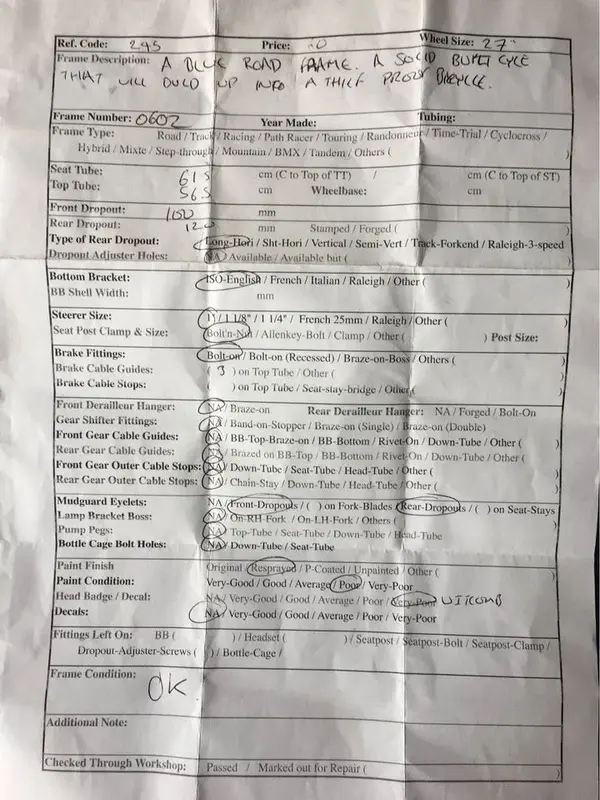 Ref. Code: 295 Price: :0 Wheel Size: 27"
Frame Description: A BLUE ROAD FRAME. A SOLID BUILT CYCLE
THAT WILL BUILD UP INTO A THIEF PROOF BICYCLE.
Frame Number: 0602 Year Made: Tubing:
Frame Type: Road / Track / Racing / Path Racer / Touring / Randonneur / Time-Trial / Cyclocross /
Hybrid / Mixte / Step-through / Mountain / BMX / Tandem / Others ( )
Seat Tube: 61.5 cm (C to Top of TT) / cm (C to Top of ST)
Top Tube: 56.5 cm Wheelbase: cm
Front Dropout: 100 mm
Rear Dropout: 120 mm Stamped / Forged ( )
Type of Rear Dropout: Long-Hori / Sht-Hori / Vertical / Semi-Vert / Track-Forkend / Raleigh-3-speed
Dropout Adjuster Holes: NA / Available / Available but ( )
Bottom Bracket: ISO-English / French / Italian / Raleigh / Other ( )
BB Shell Width: mm
Steerer Size: 1" / 1 1/8" / 1 1/4" / French 25mm / Raleigh / Other ( )
Seat Post Clamp & Size: Bolt'n-Nut / Allenkey-Bolt / Clamp / Other ( ) Post Size:
Brake Fittings: Bolt-on / Bolt-on (Recessed) / Braze-on-Boss / Others ( )
Brake Cable Guides: ( 3 ) on Top Tube / Other ( )
Brake Cable Stops: ( ) on Top Tube / Seat-stay-bridge / Other ( )
Front Derailleur Hanger: NA / Braze-on Rear Derailleur Hanger: NA / Forged / Bolt-On
Gear Shifter Fittings: NA / Band-on-Stopper / Braze-on (Single) / Braze-on (Double)
Front Gear Cable Guides: NA / BB-Top-Braze-on / BB-Bottom / Rivet-On / Down-Tube / Other ( )
Rear Gear Cable Guides: NA / Brazed on BB-Top / BB-Bottom / Rivet-On / Down-Tube / Other ( )
Front Gear Outer Cable Stops: NA / Down-Tube / Seat-Tube / Head-Tube / Other ( )
Rear Gear Outer Cable Stops: NA / Chain-Stay / Down-Tube / Head-Tube / Other ( )
Mudguard Eyelets: NA / Front-Dropouts / ( ) on Fork-Blades / Rear-Dropouts / ( ) on Seat-Stays
Lamp Bracket Boss: NA / On-RH-Fork / On-LH-Fork / Others ( )
Pump Pegs: NA / Top-Tube / Seat-Tube / Down-Tube / Head-Tube
Bottle Cage Bolt Holes: NA / Down-Tube / Seat-Tube
Paint Finish Original / Resprayed / P-Coated / Unpainted / Other ( )
Paint Condition: Very-Good / Good / Average / Poor / Very-Poor
Head Badge / Decal: NA / Very-Good / Good / Average / Poor / Very-Poor WITCOMB
Decals: NA / Very-Good / Good / Average / Poor / Very-Poor
Fittings Left On: BB ( ) / Headset ( ) / Seatpost / Seatpost-Bolt / Seatpost-Clamp /
Dropout-Adjuster-Screws ( ) / Bottle-Cage /
Frame Condition: OK
Additional Note:
Checked Through Workshop: Passed / Marked out for Repair ( )